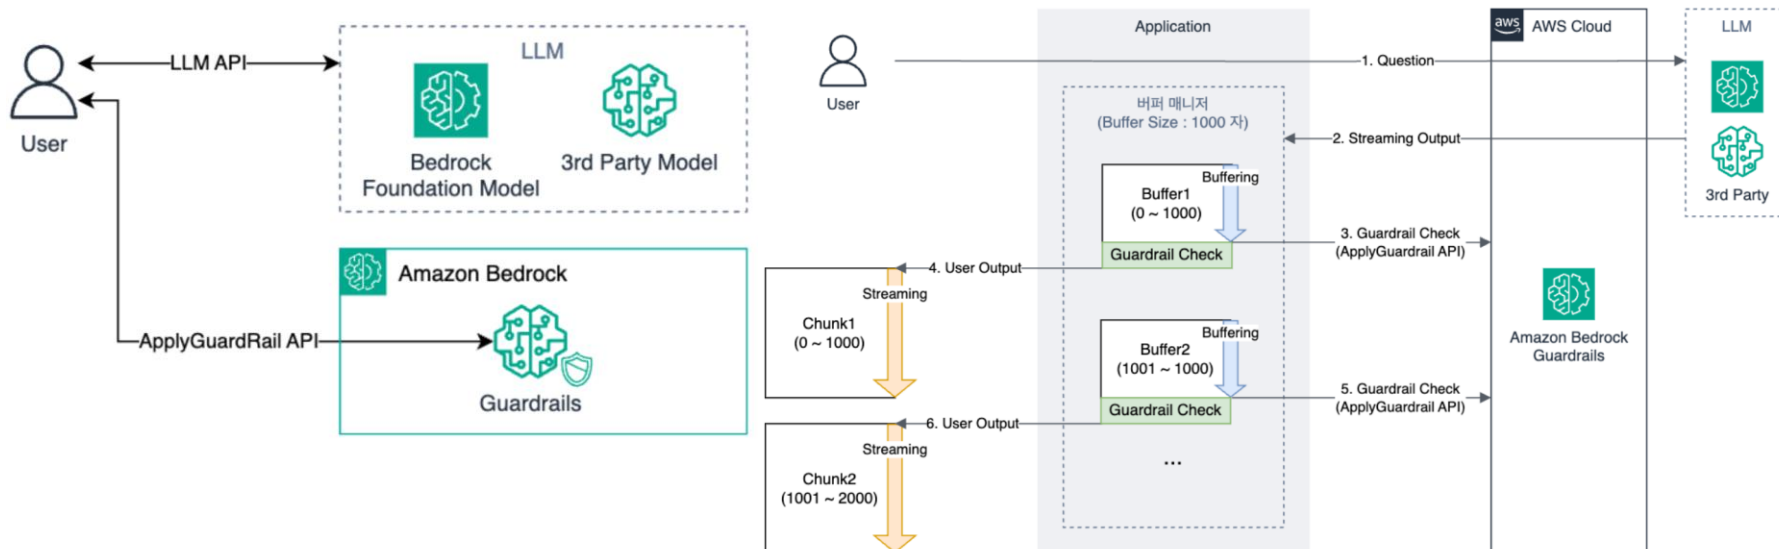 LLM API
LLM
Bedrock
Foundation Model
3rd Party Model
User
Amazon Bedrock
ApplyGuardRail API
Guardrails
User
Application
1. Question
버퍼 매니저
(Buffer Size : 1000 자)
2. Streaming Output
Buffering
Buffer1
(0 ~ 1000)
Guardrail Check
3. Guardrail Check
(ApplyGuardrail API)
4. User Output
Streaming
Chunk1
(0 ~ 1000)
Buffering
Buffer2
(1001 ~ 1000)
Guardrail Check
5. Guardrail Check
(ApplyGuardrail API)
6. User Output
Streaming
Chunk2
(1001 ~ 2000)
...
aws
AWS Cloud
Amazon Bedrock
Guardrails
LLM
3rd Party